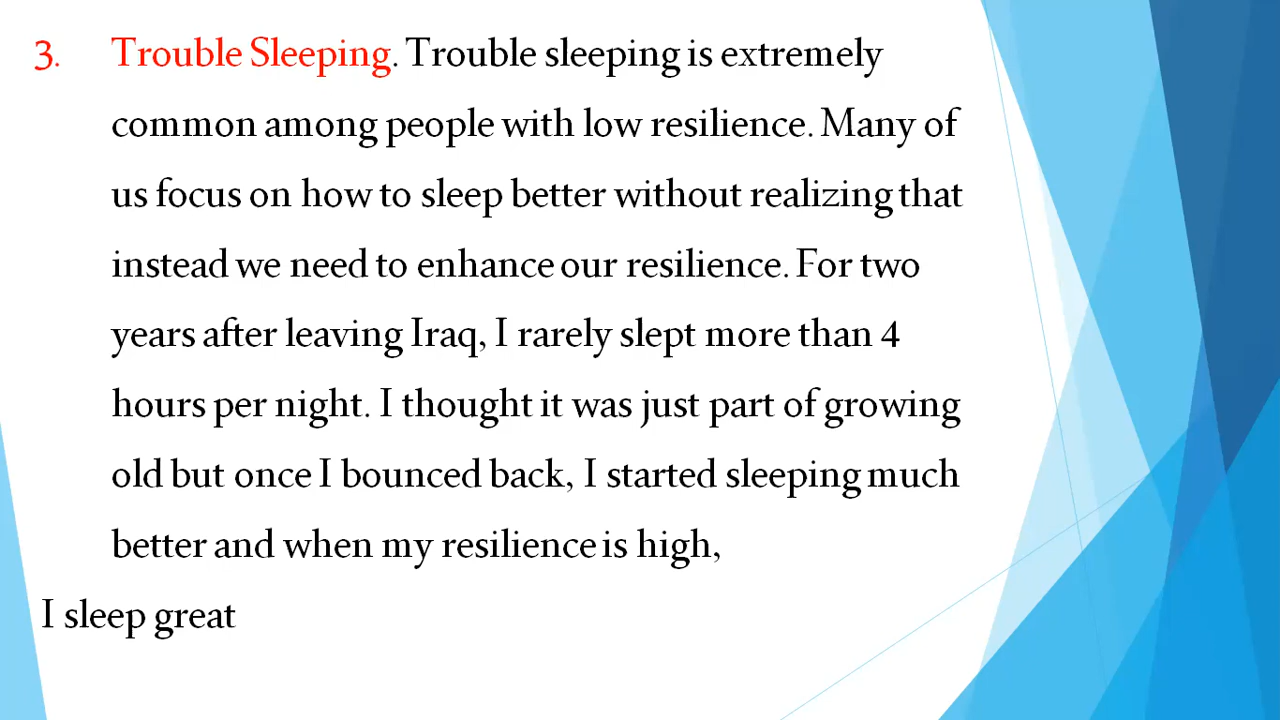 3. Trouble Sleeping. Trouble sleeping is extremely
common among people with low resilience. Many of
us focus on how to sleep better without realizing that
instead we need to enhance our resilience. For two
years after leaving Iraq, I rarely slept more than 4
hours per night. I thought it was just part of growing
old but once I bounced back, I started sleeping much
better and when my resilience is high,
I sleep great